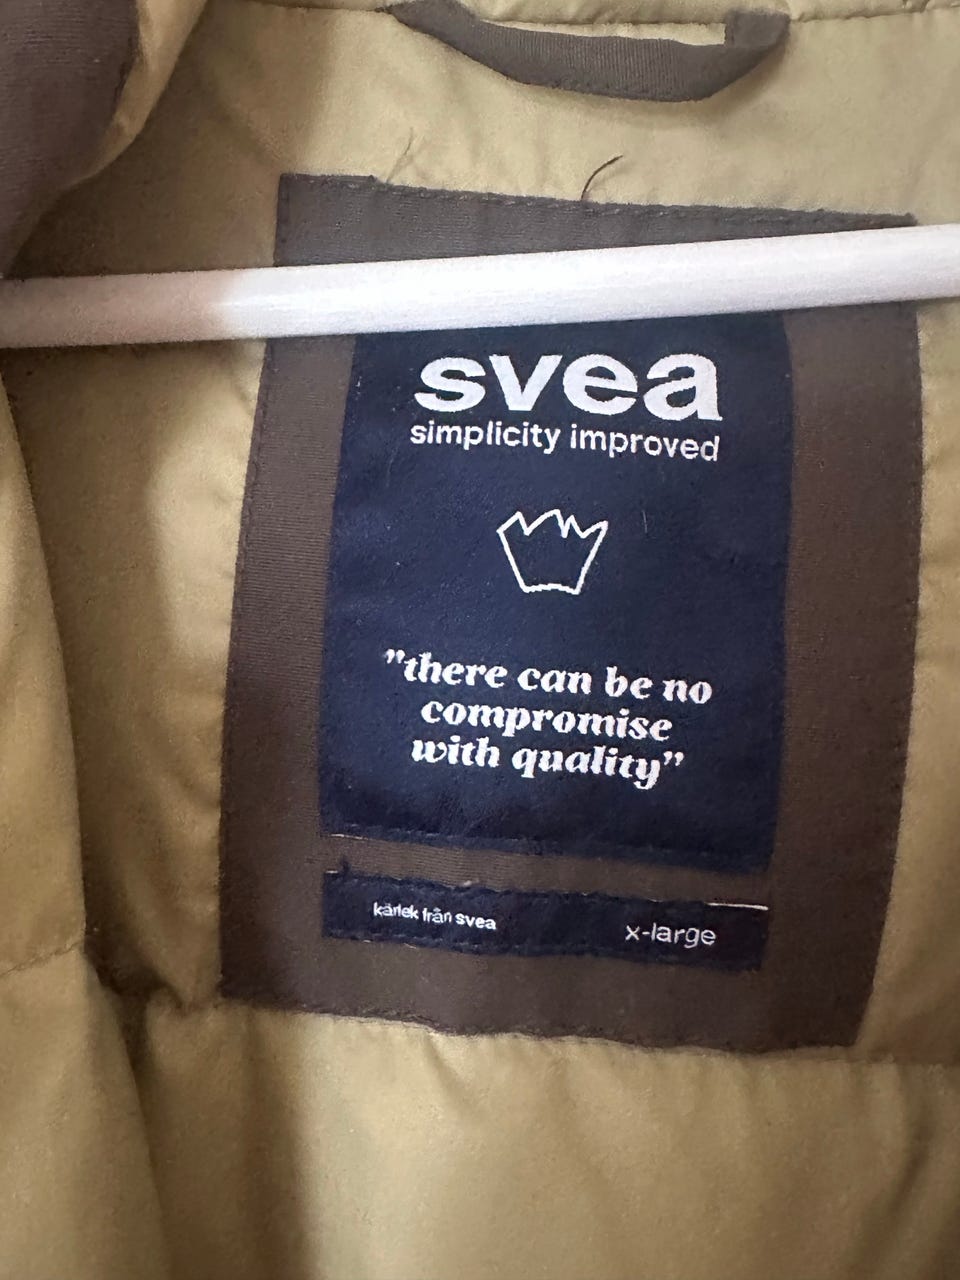 svea
simplicity improved
"there can be no
compromise
with quality"
kärlek från svea
x-large